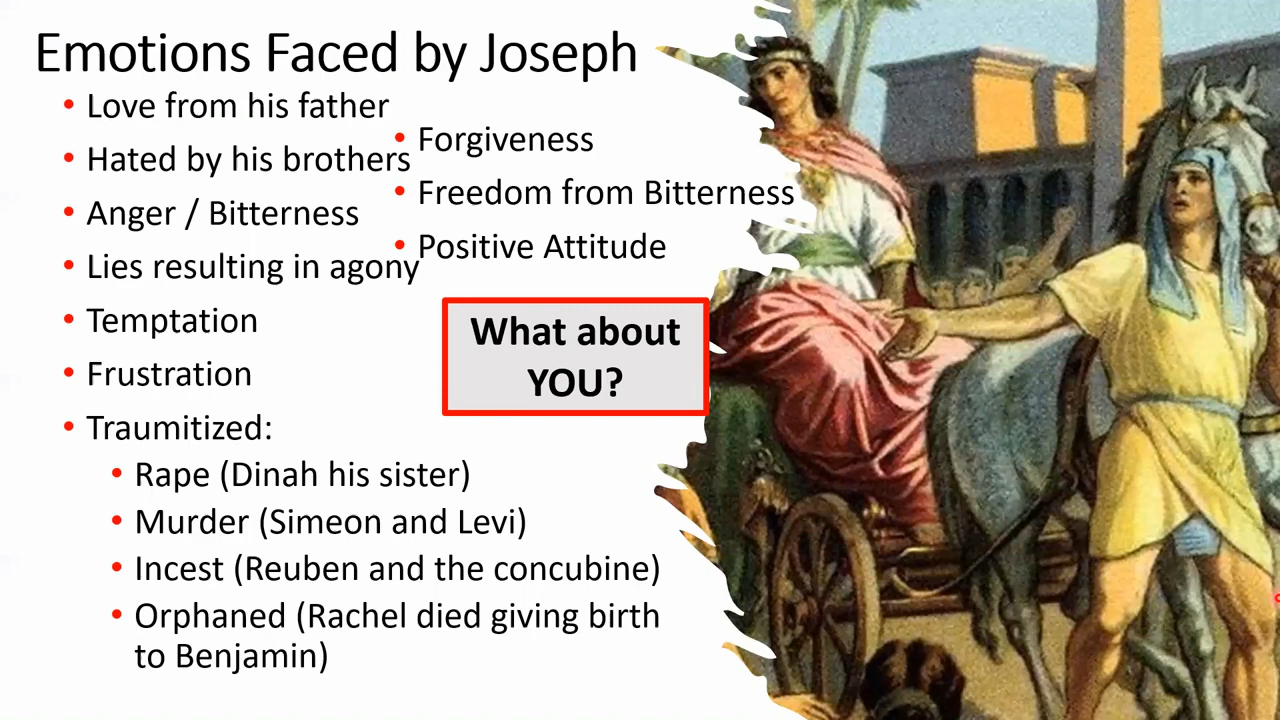 Emotions Faced by Joseph
• Love from his father
• Hated by his brothers
• Anger / Bitterness
• Lies resulting in agony
• Temptation
• Frustration
• Traumitized:
• Rape (Dinah his sister)
• Murder (Simeon and Levi)
• Incest (Reuben and the concubine)
• Orphaned (Rachel died giving birth
to Benjamin)
• Forgiveness
• Freedom from Bitterness
• Positive Attitude
What about
YOU?